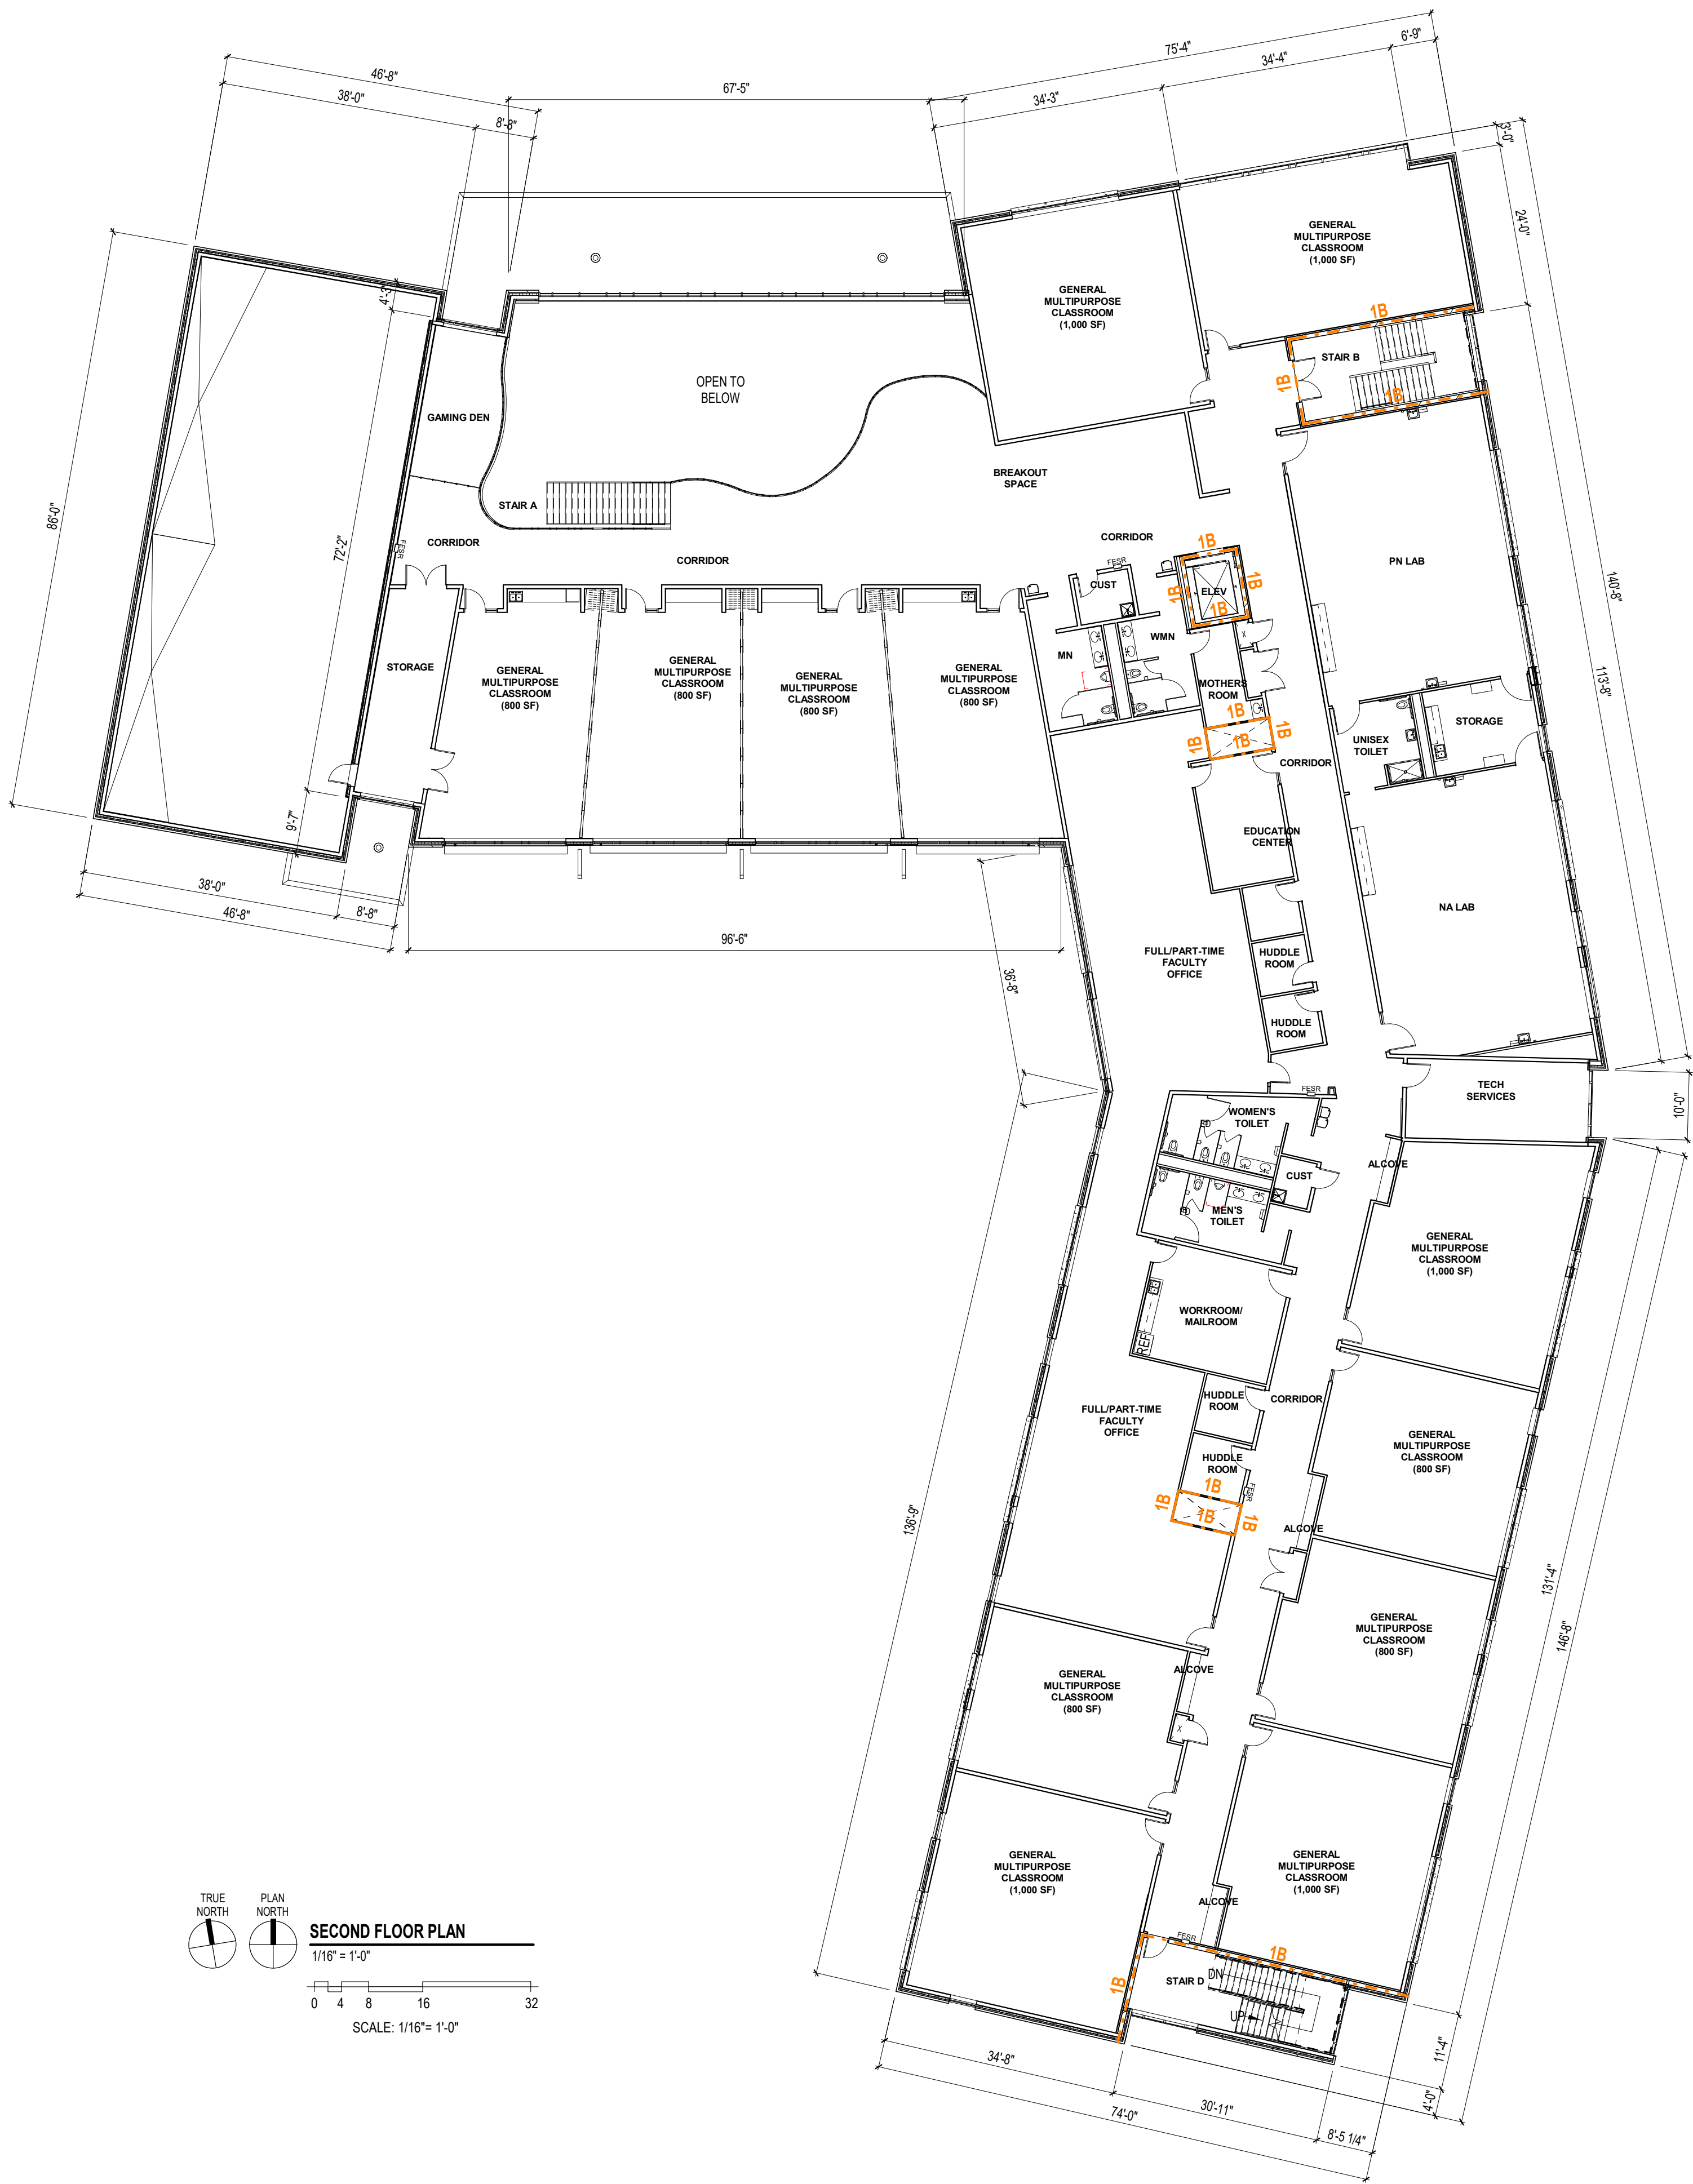 75'-4"
6'-9"
34'-4"
34'-3"
46'-8"
38'-0"
8'-8"
67'-5"
3'-0"
24'-0"
GENERAL
MULTIPURPOSE
CLASSROOM
(1,000 SF)
GENERAL
MULTIPURPOSE
CLASSROOM
(1,000 SF)
4'-3"
1B
STAIR B
1B
1B
OPEN TO
BELOW
GAMING DEN
BREAKOUT
SPACE
STAIR A
86'-0"
72'-2"
CORRIDOR
FESR
CORRIDOR
CORRIDOR
1B
FESR
CUST
1B
ELEV
1B
1B
PN LAB
140'-8"
113'-8"
X
WMN
MN
STORAGE
GENERAL
MULTIPURPOSE
CLASSROOM
(800 SF)
GENERAL
MULTIPURPOSE
CLASSROOM
(800 SF)
GENERAL
MULTIPURPOSE
CLASSROOM
(800 SF)
GENERAL
MULTIPURPOSE
CLASSROOM
(800 SF)
MOTHERS
ROOM
1B
1B
1B
1B
CORRIDOR
UNISEX
TOILET
STORAGE
9'-7"
EDUCATION
CENTER
38'-0"
46'-8"
8'-8"
96'-6"
36'-8"
NA LAB
FULL/PART-TIME
FACULTY
OFFICE
HUDDLE
ROOM
HUDDLE
ROOM
FESR
TECH
SERVICES
10'-0"
WOMEN'S
TOILET
ALCOVE
CUST
MEN'S
TOILET
GENERAL
MULTIPURPOSE
CLASSROOM
(1,000 SF)
WORKROOM/
MAILROOM
REF
HUDDLE
ROOM
CORRIDOR
FULL/PART-TIME
FACULTY
OFFICE
GENERAL
MULTIPURPOSE
CLASSROOM
(800 SF)
HUDDLE
ROOM
1B
FESR
1B
1B
1B
ALCOVE
136'-9"
131'-4"
146'-8"
GENERAL
MULTIPURPOSE
CLASSROOM
(800 SF)
GENERAL
MULTIPURPOSE
CLASSROOM
(800 SF)
ALCOVE
X
GENERAL
MULTIPURPOSE
CLASSROOM
(1,000 SF)
GENERAL
MULTIPURPOSE
CLASSROOM
(1,000 SF)
ALCOVE
FESR
1B
1B
STAIR D
DN
UP
34'-8"
30'-11"
74'-0"
8'-5 1/4"
11'-4"
4'-0"
TRUE
NORTH
PLAN
NORTH
SECOND FLOOR PLAN
1/16" = 1'-0"
0 4 8 16 32
SCALE: 1/16"= 1'-0"